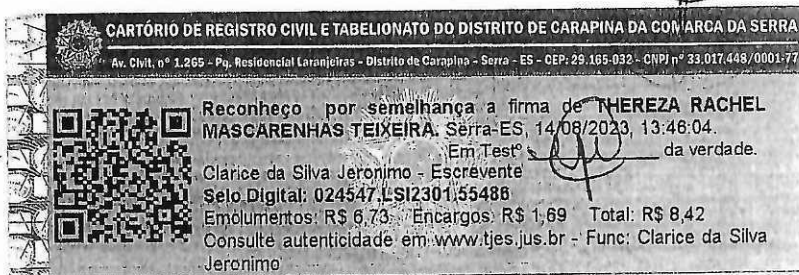 CARTÓRIO DE REGISTRO CIVIL E TABELIONATO DO DISTRITO DE CARAPINA DA COMARCA DA SERRA
Av. Civit, nº 1.265 - Pq. Residencial Laranjeiras - Distrito de Carapina - Serra - ES - CEP: 29.165-032 - CNPJ nº 33.017.448/0001-77
Reconheço por semelhança a firma de THEREZA RACHEL
MASCARENHAS TEIXEIRA. Serra-ES, 14/08/2023, 13:46:04.
Em Testº da verdade.
Clarice da Silva Jeronimo - Escrevente
Selo Digital: 024547.LSI2301.55486
Emolumentos: R$ 6,73 Encargos: R$ 1,69 Total: R$ 8,42
Consulte autenticidade em www.tjes.jus.br - Func: Clarice da Silva
Jeronimo